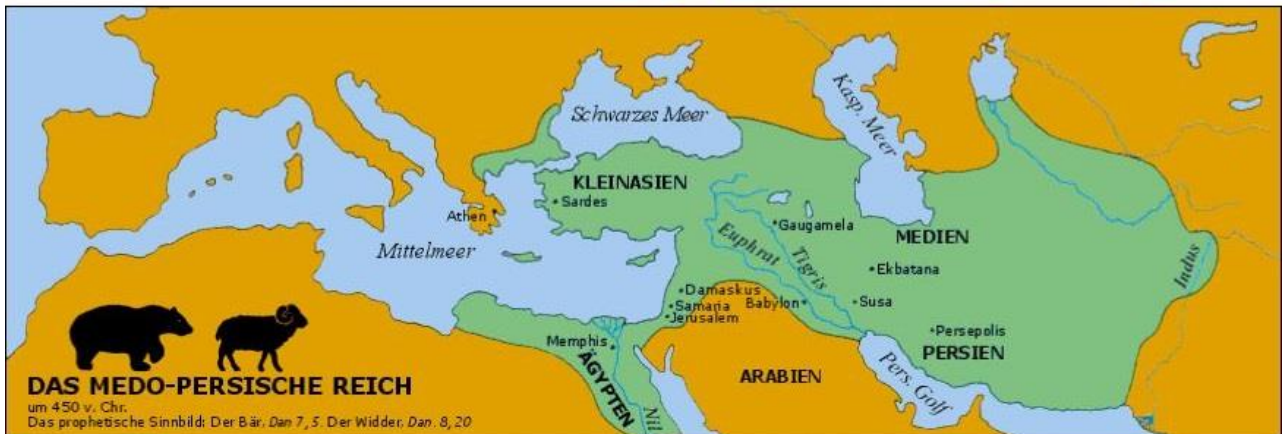 Schwarzes Meer
Kasp. Meer
KLEINASIEN
Sardes
Athen
Gaugamela
MEDIEN
Mittelmeer
Euphrat
Tigris
Ekbatana
Indus
Damaskus
Samaria
Babylon
Susa
Jerusalem
Persepolis
Memphis
PERSIEN
ÄGYPTEN
ARABIEN
Pers. Golf
Nil
DAS MEDO-PERSISCHE REICH
um 450 v. Chr.
Das prophetische Sinnbild: Der Bär, Dan 7, 5. Der Widder, Dan. 8, 20